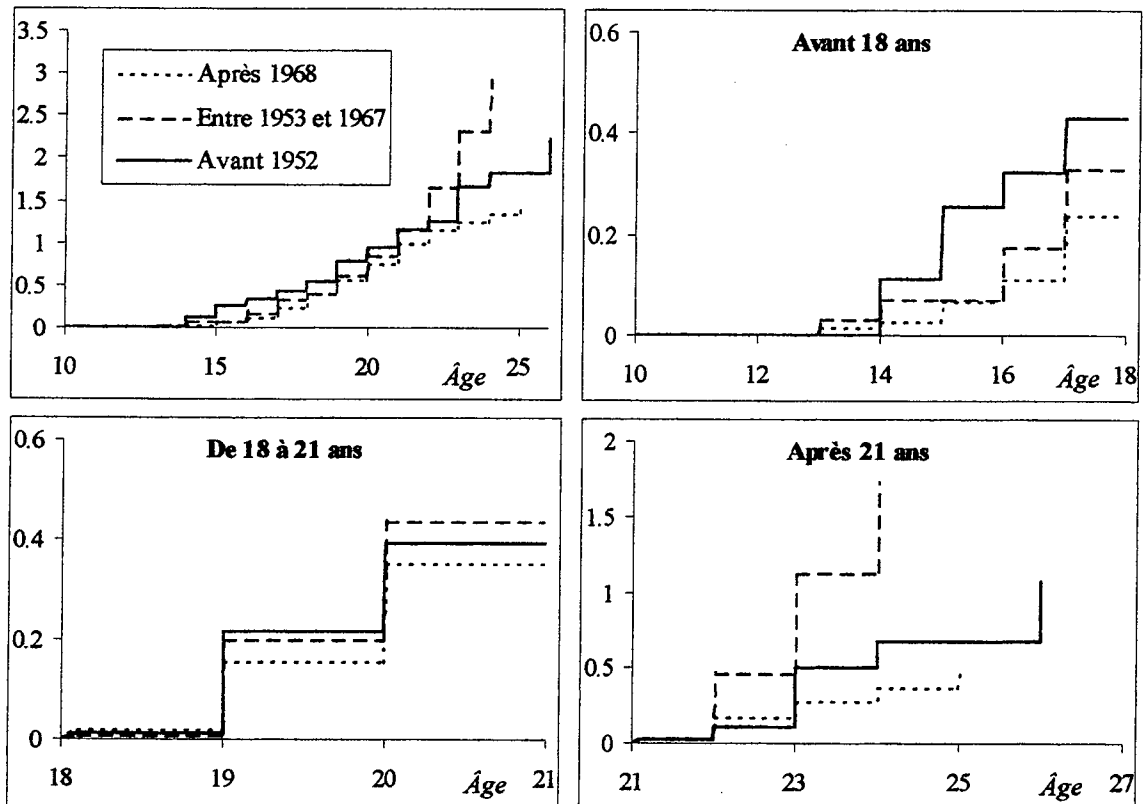 3.5
3
2.5
2
1.5
1
0.5
0
Après 1968
Entre 1953 et 1967
Avant 1952
10 15 20 25
Âge
Avant 18 ans
0.6
0.4
0.2
0
10 12 14 16 18
Âge
De 18 à 21 ans
0.6
0.4
0.2
0
18 19 20 21
Âge
Après 21 ans
2
1.5
1
0.5
0
21 23 25 27
Âge